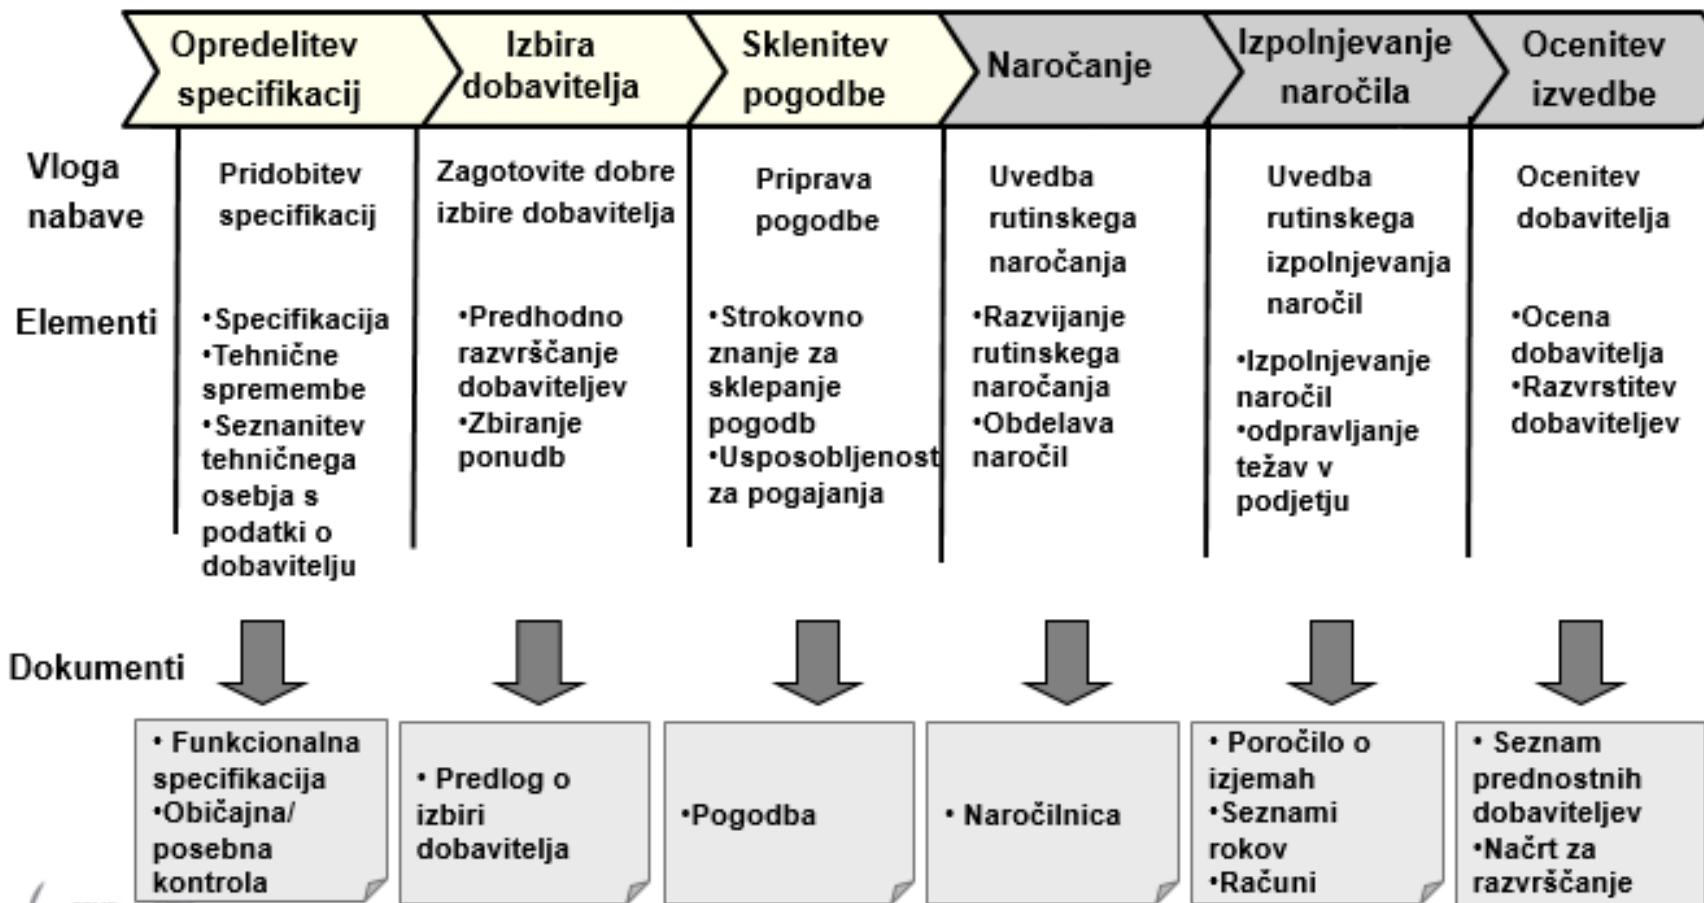 Opredelitev
specifikacij
Izbira
dobavitelja
Sklenitev
pogodbe
Naročanje
Izpolnjevanje
naročila
Ocenitev
izvedbe
Vloga
nabave
Pridobitev
specifikacij
Zagotovite dobre
izbire dobavitelja
Priprava
pogodbe
Uvedba
rutinskega
naročanja
Uvedba
rutinskega
izpolnjevanja
naročil
Ocenitev
dobavitelja
Elementi
•Specifikacija
•Tehnične
spremembe
•Seznanitev
tehničnega
osebja s
podatki o
dobavitelju
•Predhodno
razvrščanje
dobaviteljev
•Zbiranje
ponudb
•Strokovno
znanje za
sklepanje
pogodb
•Usposobljenost
za pogajanja
•Razvijanje
rutinskega
naročanja
•Obdelava
naročil
•Izpolnjevanje
naročil
•odpravljanje
težav v
podjetju
•Ocena
dobavitelja
•Razvrstitev
dobaviteljev
Dokumenti
• Funkcionalna
specifikacija
•Običajna/
posebna
kontrola
• Predlog o
izbiri
dobavitelja
•Pogodba
• Naročilnica
• Poročilo o
izjemah
•Seznami
rokov
•Računi
• Seznam
prednostnih
dobaviteljev
•Načrt za
razvrščanje